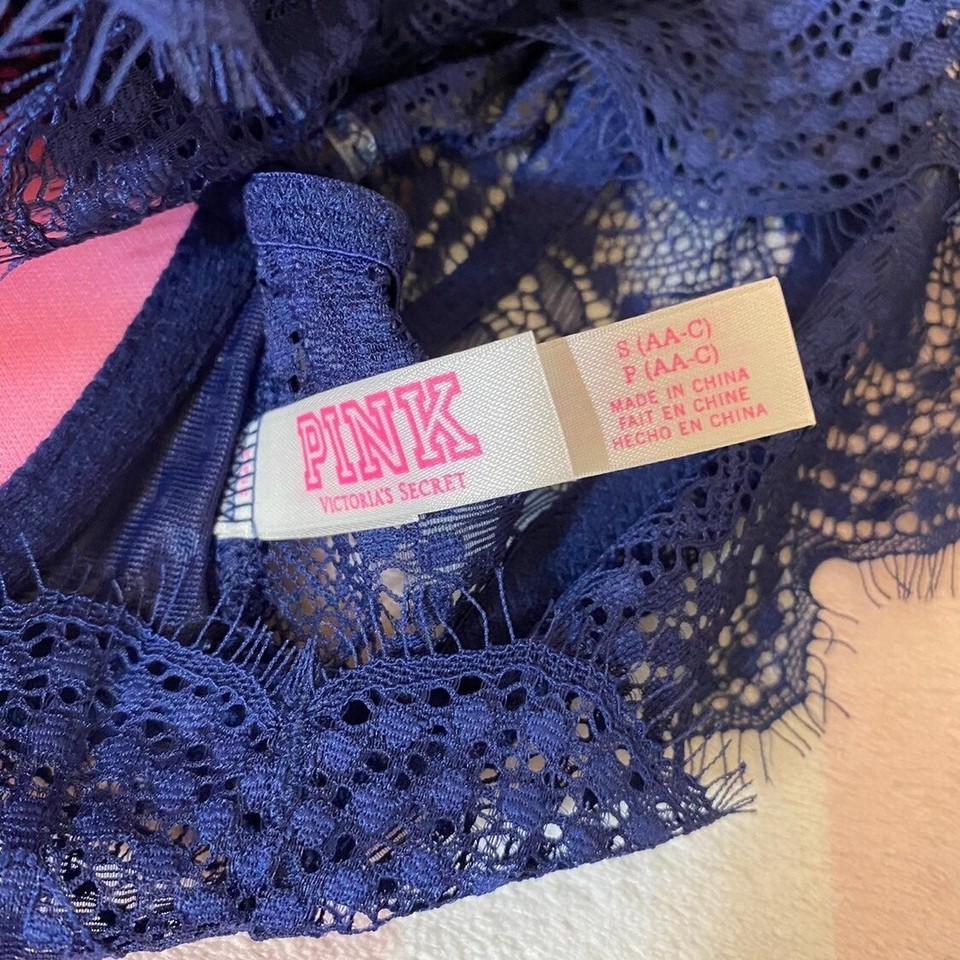 PINK
VICTORIA'S SECRET
S (AA-C)
P (AA-C)
MADE IN CHINA
FAIT EN CHINE
HECHO EN CHINA